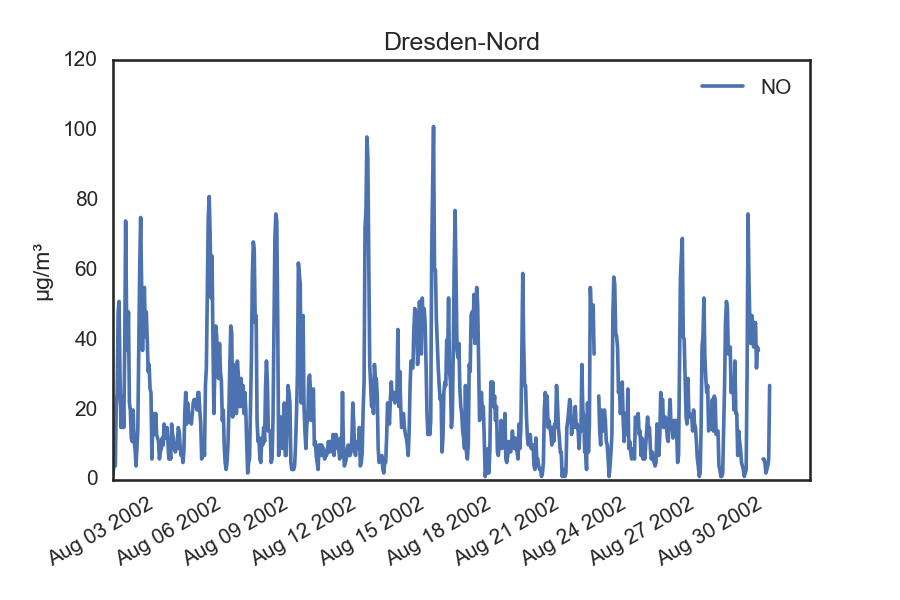 Dresden-Nord
120
100
80
60
40
20
0
µg/m³
NO
Aug 03 2002
Aug 06 2002
Aug 09 2002
Aug 12 2002
Aug 15 2002
Aug 18 2002
Aug 21 2002
Aug 24 2002
Aug 27 2002
Aug 30 2002